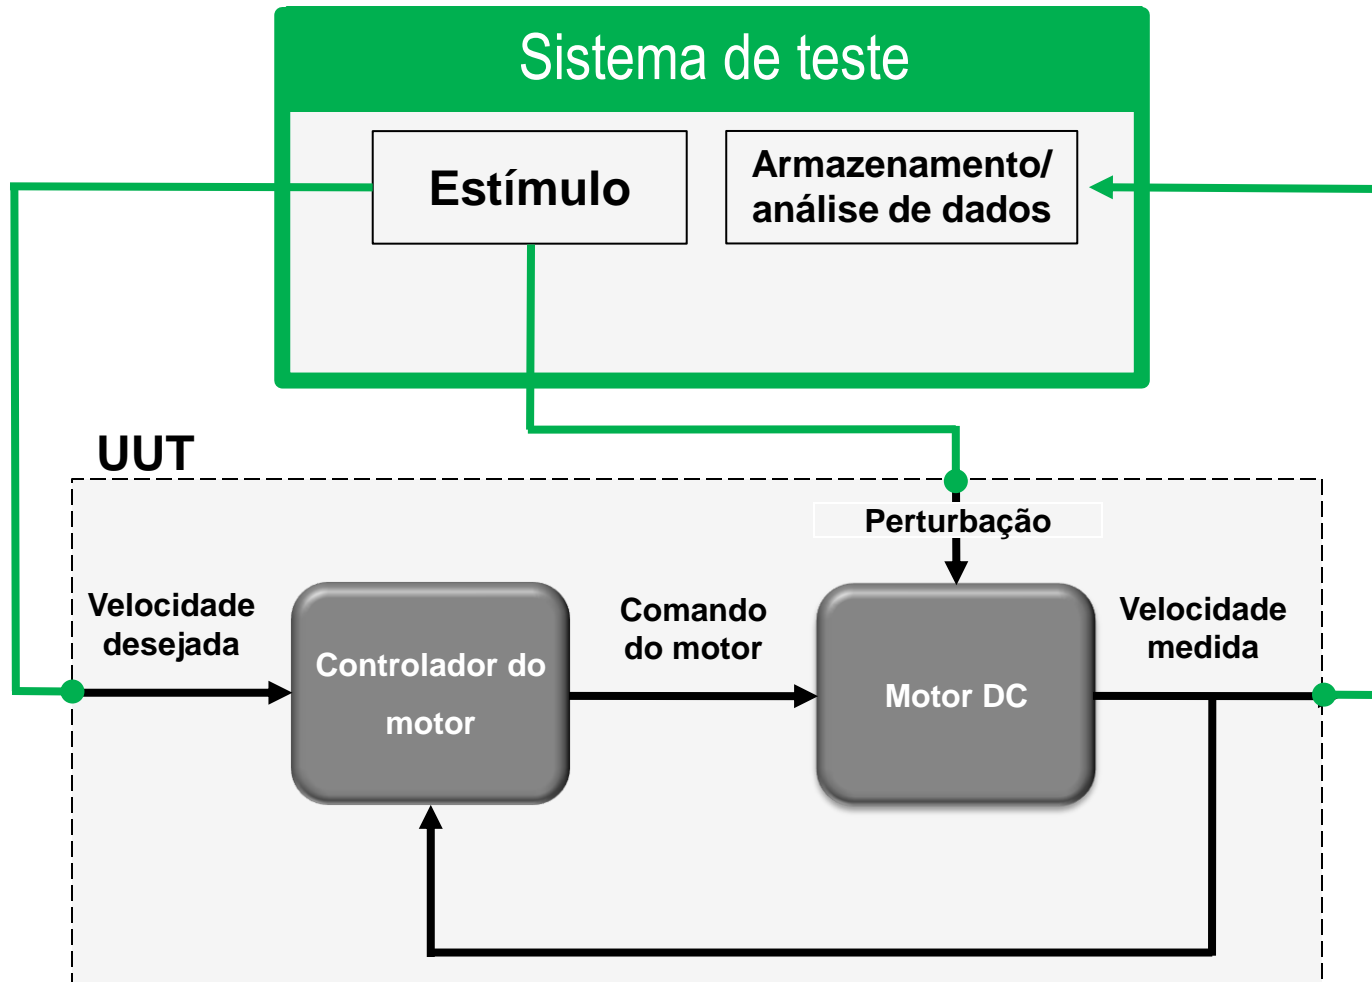 Sistema de teste
Estímulo
Armazenamento/
análise de dados
UUT
Perturbação
Velocidade
desejada
Controlador do
motor
Comando
do motor
Motor DC
Velocidade
medida